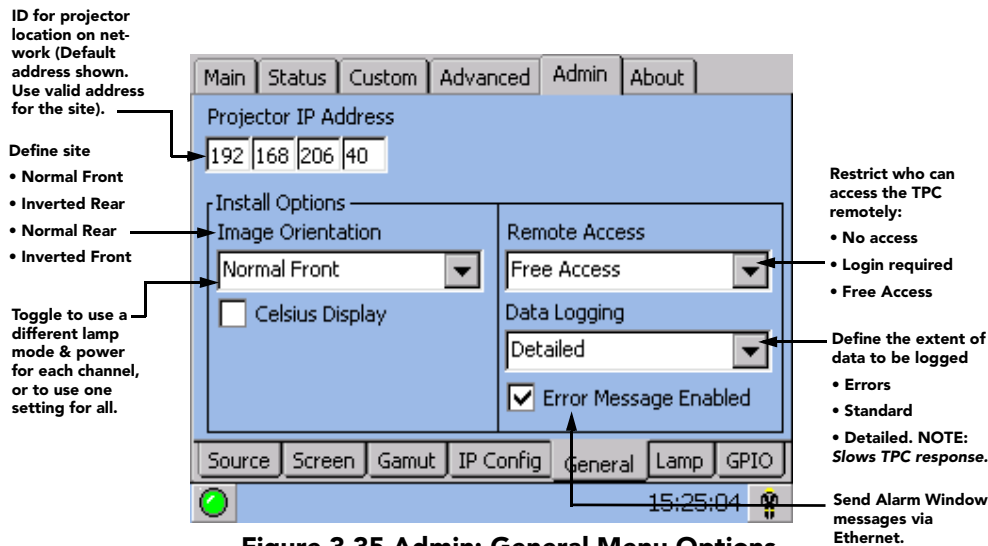 ID for projector
location on net-
work (Default
address shown.
Use valid address
for the site).
Define site
• Normal Front
• Inverted Rear
• Normal Rear
• Inverted Front
Toggle to use a
different lamp
mode & power
for each channel,
or to use one
setting for all.
Main Status Custom Advanced Admin About
Projector IP Address
192 168 206 40
Install Options
Image Orientation
Normal Front
Celsius Display
Remote Access
Free Access
Data Logging
Detailed
Error Message Enabled
Source Screen Gamut IP Config General Lamp GPIO
15:25:04
Restrict who can
access the TPC
remotely:
• No access
• Login required
• Free Access
Define the extent of
data to be logged
• Errors
• Standard
• Detailed. NOTE:
Slows TPC response.
Send Alarm Window
messages via
Ethernet.
Figure 3-35 Admin: General Menu Options